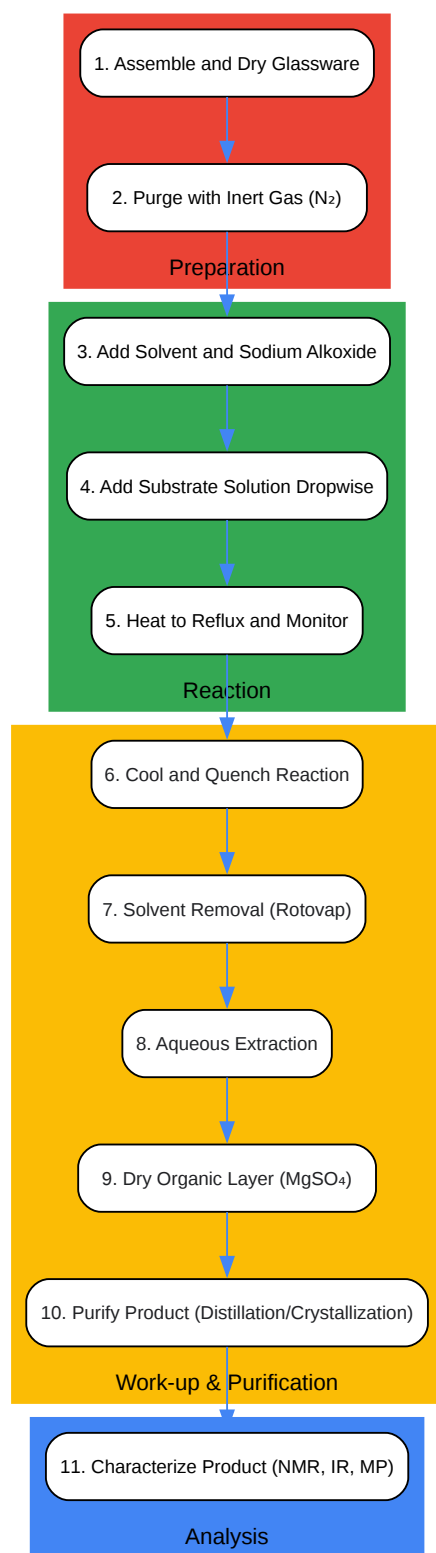 1. Assemble and Dry Glassware
2. Purge with Inert Gas (N₂)
Preparation
3. Add Solvent and Sodium Alkoxide
4. Add Substrate Solution Dropwise
5. Heat to Reflux and Monitor
Reaction
6. Cool and Quench Reaction
7. Solvent Removal (Rotovap)
8. Aqueous Extraction
9. Dry Organic Layer (MgSO₄)
10. Purify Product (Distillation/Crystallization)
Work-up & Purification
11. Characterize Product (NMR, IR, MP)
Analysis